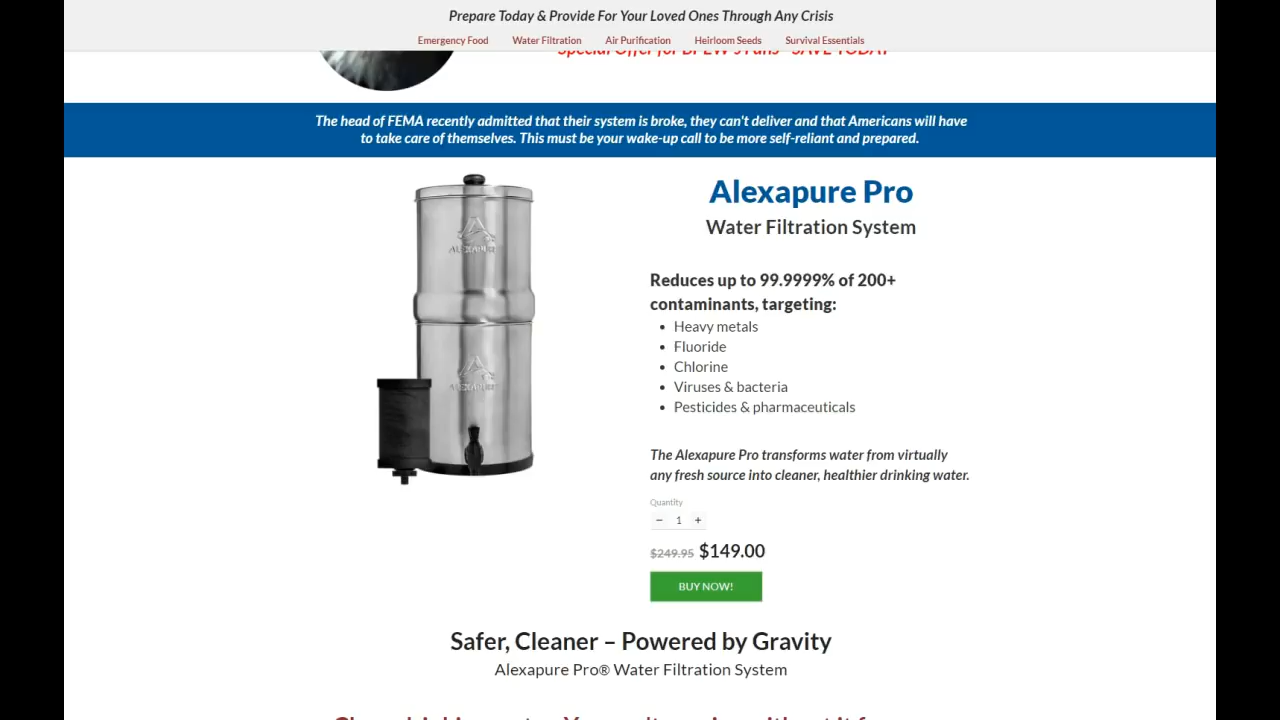 Prepare Today & Provide For Your Loved Ones Through Any Crisis
Emergency Food Water Filtration Air Purification Heirloom Seeds Survival Essentials
The head of FEMA recently admitted that their system is broke, they can't deliver and that Americans will have
to take care of themselves. This must be your wake-up call to be more self-reliant and prepared.
Alexapure Pro
Water Filtration System
ALEXAPURE
Reduces up to 99.9999% of 200+
contaminants, targeting:
Heavy metals
Fluoride
Chlorine
Viruses & bacteria
Pesticides & pharmaceuticals
ALEXAPURE
The Alexapure Pro transforms water from virtually
any fresh source into cleaner, healthier drinking water.
Quantity
− 1 +
$249.95 $149.00
BUY NOW!
Safer, Cleaner – Powered by Gravity
Alexapure Pro® Water Filtration System